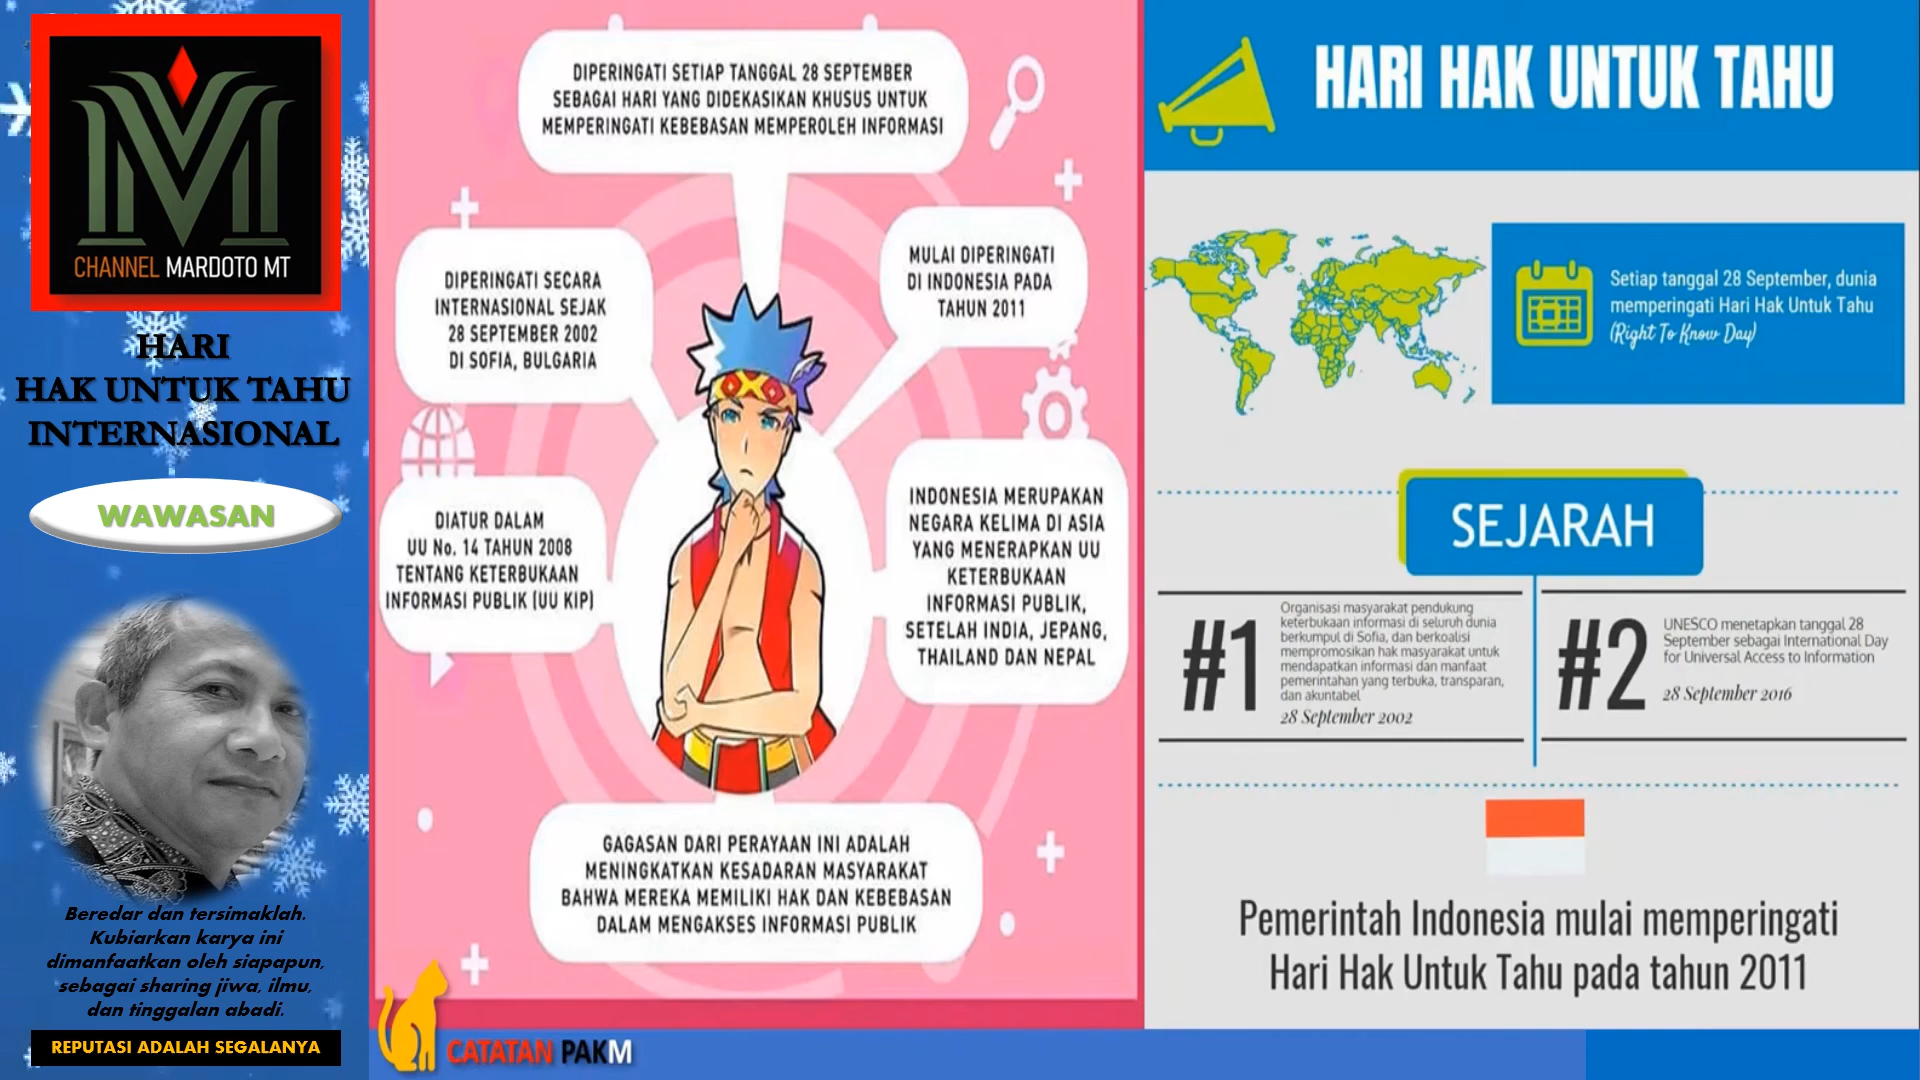 CHANNEL MARDOTO MT
HARI
HAK UNTUK TAHU
INTERNASIONAL
WAWASAN
Beredar dan tersimaklah.
Kubiarkan karya ini
dimanfaatkan oleh siapapun,
sebagai sharing jiwa, ilmu,
dan tinggalan abadi.
REPUTASI ADALAH SEGALANYA
DIPERINGATI SETIAP TANGGAL 28 SEPTEMBER
SEBAGAI HARI YANG DIDEKASIKAN KHUSUS UNTUK
MEMPERINGATI KEBEBASAN MEMPEROLEH INFORMASI
DIPERINGATI SECARA
INTERNASIONAL SEJAK
28 SEPTEMBER 2002
DI SOFIA, BULGARIA
MULAI DIPERINGATI
DI INDONESIA PADA
TAHUN 2011
DIATUR DALAM
UU No. 14 TAHUN 2008
TENTANG KETERBUKAAN
INFORMASI PUBLIK (UU KIP)
INDONESIA MERUPAKAN
NEGARA KELIMA DI ASIA
YANG MENERAPKAN UU
KETERBUKAAN
INFORMASI PUBLIK,
SETELAH INDIA, JEPANG,
THAILAND DAN NEPAL
GAGASAN DARI PERAYAAN INI ADALAH
MENINGKATKAN KESADARAN MASYARAKAT
BAHWA MEREKA MEMILIKI HAK DAN KEBEBASAN
DALAM MENGAKSES INFORMASI PUBLIK
CATATAN PAKM
HARI HAK UNTUK TAHU
Setiap tanggal 28 September, dunia
memperingati Hari Hak Untuk Tahu
(Right To Know Day)
SEJARAH
#1
Organisasi masyarakat pendukung
keterbukaan informasi di seluruh dunia
berkumpul di Sofia, dan berkoalisi
mempromosikan hak masyarakat untuk
mendapatkan informasi dan manfaat
pemerintahan yang terbuka, transparan,
dan akuntabel
28 September 2002
#2
UNESCO menetapkan tanggal 28
September sebagai International Day
for Universal Access to Information
28 September 2016
Pemerintah Indonesia mulai memperingati
Hari Hak Untuk Tahu pada tahun 2011